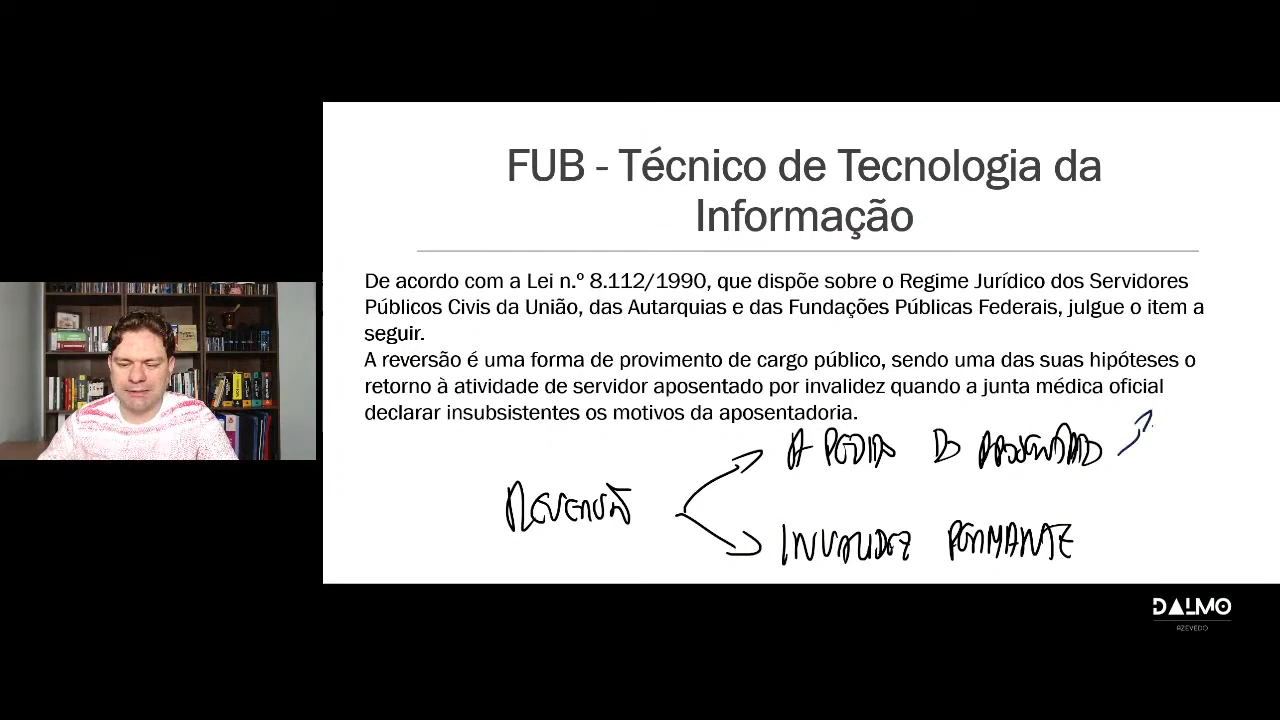 FUB - Técnico de Tecnologia da
Informação
De acordo com a Lei n.º 8.112/1990, que dispõe sobre o Regime Jurídico dos Servidores
Públicos Civis da União, das Autarquias e das Fundações Públicas Federais, julgue o item a
seguir.
A reversão é uma forma de provimento de cargo público, sendo uma das suas hipóteses o
retorno à atividade de servidor aposentado por invalidez quando a junta médica oficial
declarar insubsistentes os motivos da aposentadoria.
A PEDIDO DO APOSENTADO
REVERSÃO
INVALIDEZ PERMANTE
DALMO
AZEVEDO